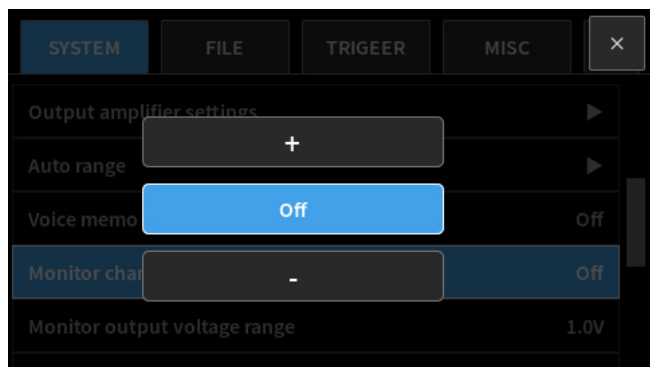 SYSTEM FILE TRIGEER MISC ×
Output amplifier settings ▶
+
Auto range ▶
Off
Voice memo Off
Monitor char Off
-
Monitor output voltage range 1.0V